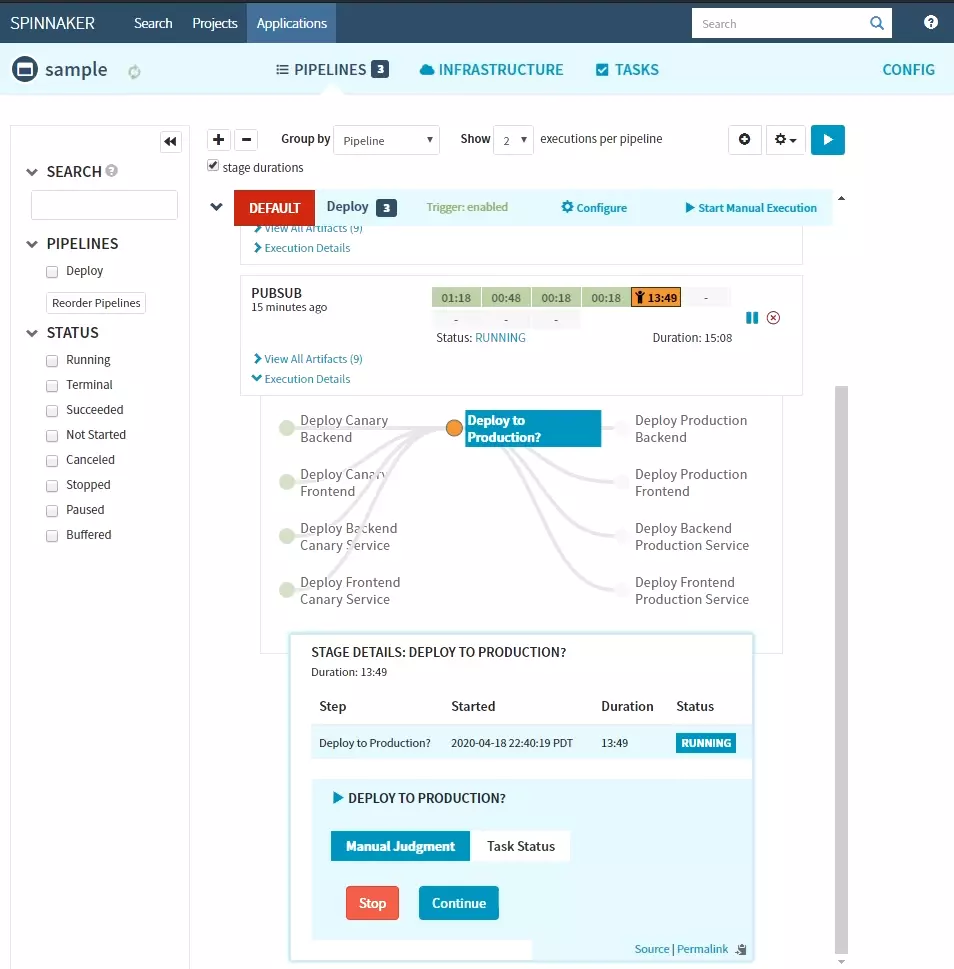 SPINNAKER Search Projects Applications Search
sample PIPELINES 3 INFRASTRUCTURE TASKS CONFIG
Group by Pipeline Show 2 executions per pipeline
stage durations
SEARCH
PIPELINES
Deploy
Reorder Pipelines
STATUS
Running
Terminal
Succeeded
Not Started
Canceled
Stopped
Paused
Buffered
DEFAULT Deploy 3 Trigger: enabled Configure Start Manual Execution
View All Artifacts (9)
Execution Details
PUBSUB
15 minutes ago
01:18 00:48 00:18 00:18 13:49 -
- - -
Status: RUNNING Duration: 15:08
View All Artifacts (9)
Execution Details
Deploy Canary
Backend
Deploy Canary
Frontend
Deploy Backend
Canary Service
Deploy Frontend
Canary Service
Deploy to
Production?
Deploy Production
Backend
Deploy Production
Frontend
Deploy Backend
Production Service
Deploy Frontend
Production Service
STAGE DETAILS: DEPLOY TO PRODUCTION?
Duration: 13:49
Step Started Duration Status
Deploy to Production? 2020-04-18 22:40:19 PDT 13:49 RUNNING
DEPLOY TO PRODUCTION?
Manual Judgment Task Status
Stop Continue
Source | Permalink